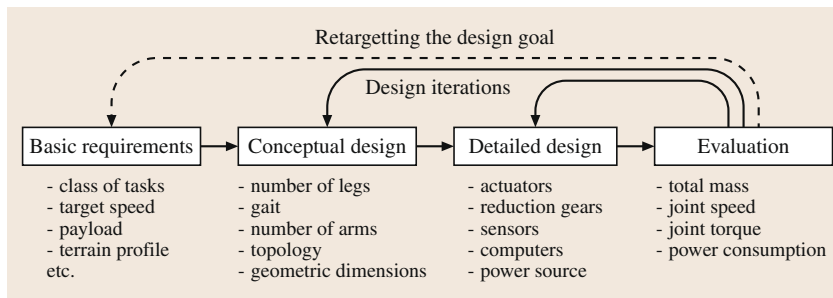 Retargetting the design goal
Design iterations
Basic requirements
- class of tasks
- target speed
- payload
- terrain profile
etc.
Conceptual design
- number of legs
- gait
- number of arms
- topology
- geometric dimensions
Detailed design
- actuators
- reduction gears
- sensors
- computers
- power source
Evaluation
- total mass
- joint speed
- joint torque
- power consumption